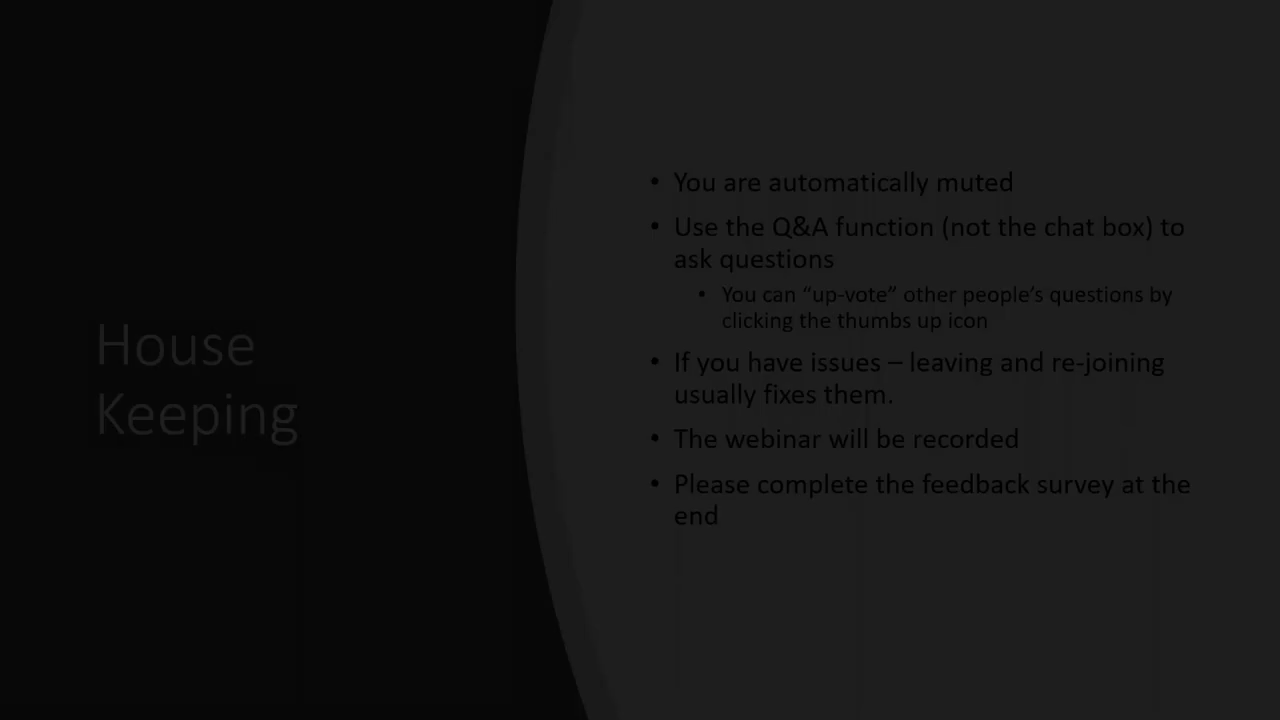 House
Keeping
• You are automatically muted
• Use the Q&A function (not the chat box) to
ask questions
• You can “up-vote” other people’s questions by
clicking the thumbs up icon
• If you have issues – leaving and re-joining
usually fixes them.
• The webinar will be recorded
• Please complete the feedback survey at the
end